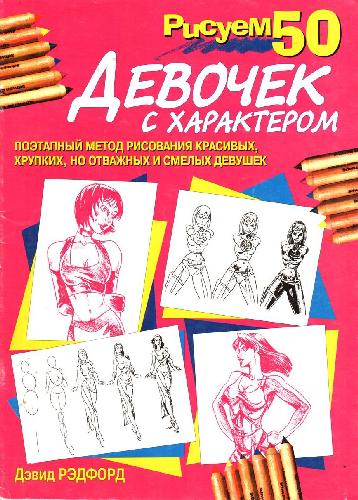 Рисуем 50
ДЕВОЧЕК
С ХАРАКТЕРОМ
ПОЭТАПНЫЙ МЕТОД РИСОВАНИЯ КРАСИВЫХ,
ХРУПКИХ, НО ОТВАЖНЫХ И СМЕЛЫХ ДЕВУШЕК
Дэвид РЭДФОРД